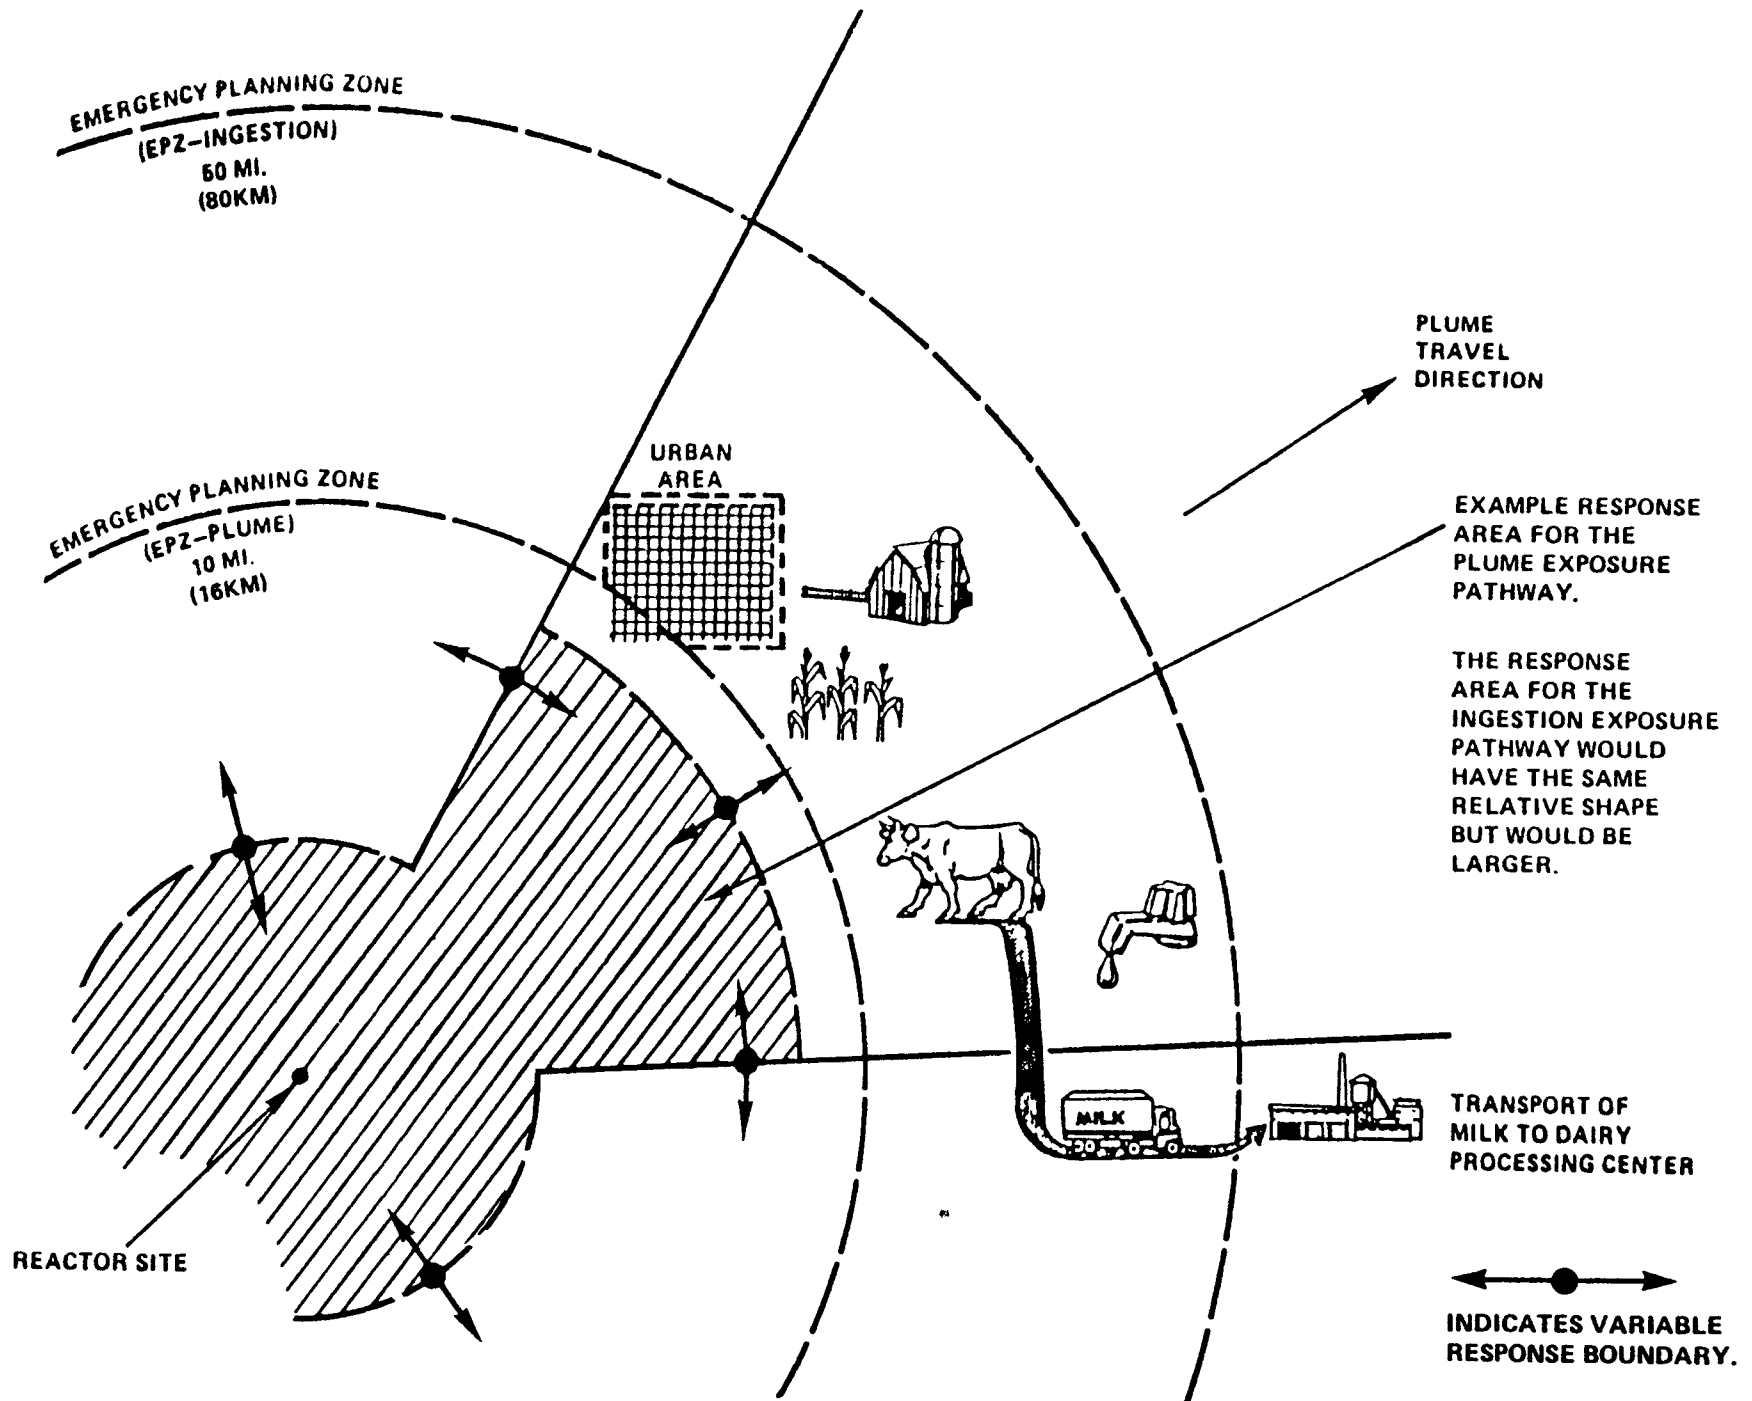 EMERGENCY PLANNING ZONE
(EPZ–INGESTION)
50 MI.
(80KM)
PLUME
TRAVEL
DIRECTION
URBAN
AREA
EMERGENCY PLANNING ZONE
(EPZ–PLUME)
10 MI.
(16KM)
EXAMPLE RESPONSE
AREA FOR THE
PLUME EXPOSURE
PATHWAY.
THE RESPONSE
AREA FOR THE
INGESTION EXPOSURE
PATHWAY WOULD
HAVE THE SAME
RELATIVE SHAPE
BUT WOULD BE
LARGER.
MILK
TRANSPORT OF
MILK TO DAIRY
PROCESSING CENTER
REACTOR SITE
INDICATES VARIABLE
RESPONSE BOUNDARY.